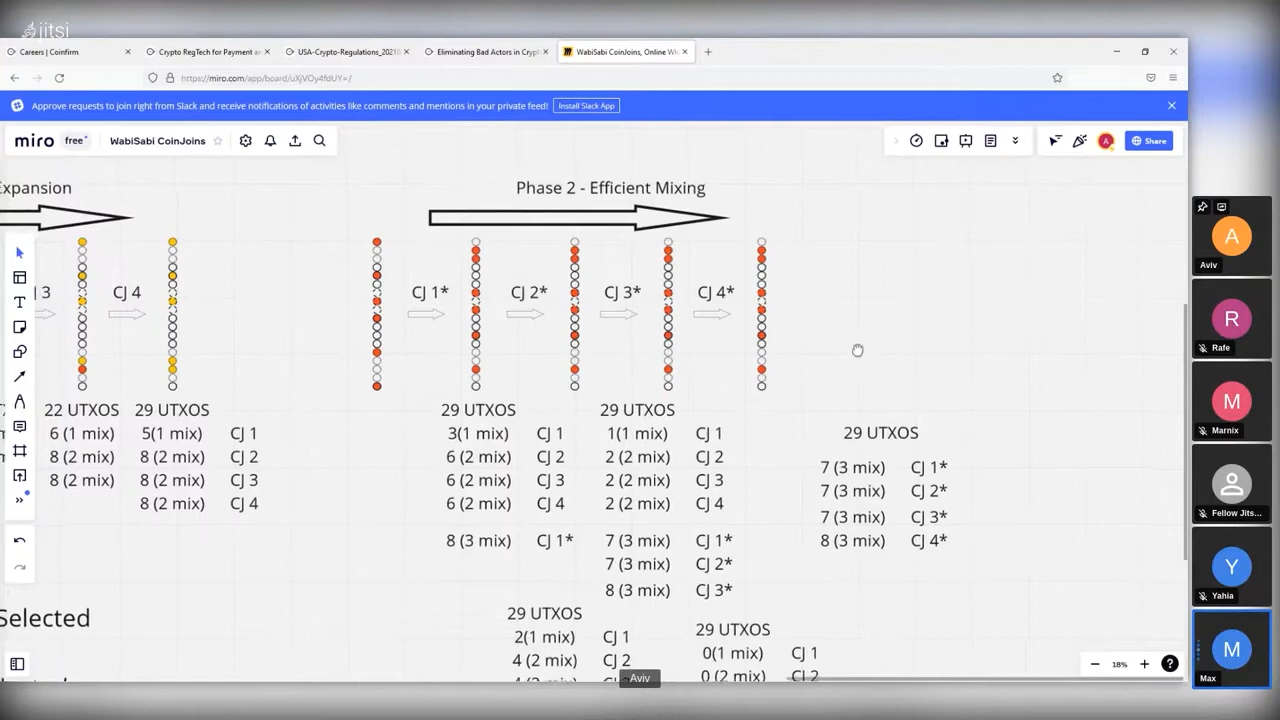 jitsi
Careers | Coinfirm
Crypto RegTech for Payment ar
USA-Crypto-Regulations_20210
Eliminating Bad Actors in Crypt
WabiSabi CoinJoins, Online Wh
https://miro.com/app/board/uXjVOy4fdUY=/
Approve requests to join right from Slack and receive notifications of activities like comments and mentions in your private feed! Install Slack App
miro free WabiSabi CoinJoins
A Share
Expansion Phase 2 - Efficient Mixing
3 CJ 4 CJ 1* CJ 2* CJ 3* CJ 4*
22 UTXOS 29 UTXOS 29 UTXOS 29 UTXOS
6 (1 mix) 5(1 mix) CJ 1 3(1 mix) CJ 1 1(1 mix) CJ 1 29 UTXOS
8 (2 mix) 8 (2 mix) CJ 2 6 (2 mix) CJ 2 2 (2 mix) CJ 2 7 (3 mix) CJ 1*
8 (2 mix) 8 (2 mix) CJ 3 6 (2 mix) CJ 3 2 (2 mix) CJ 3 7 (3 mix) CJ 2*
8 (2 mix) CJ 4 6 (2 mix) CJ 4 2 (2 mix) CJ 4 7 (3 mix) CJ 3*
8 (3 mix) CJ 1* 7 (3 mix) CJ 1* 8 (3 mix) CJ 4*
7 (3 mix) CJ 2*
8 (3 mix) CJ 3*
Selected 29 UTXOS 29 UTXOS
2(1 mix) CJ 1 0(1 mix) CJ 1
4 (2 mix) CJ 2 0 (2 mix) CJ 2
18%
Aviv
A
Aviv
R
Rafe
M
Marnix
Fellow Jits...
Y
Yahia
M
Max